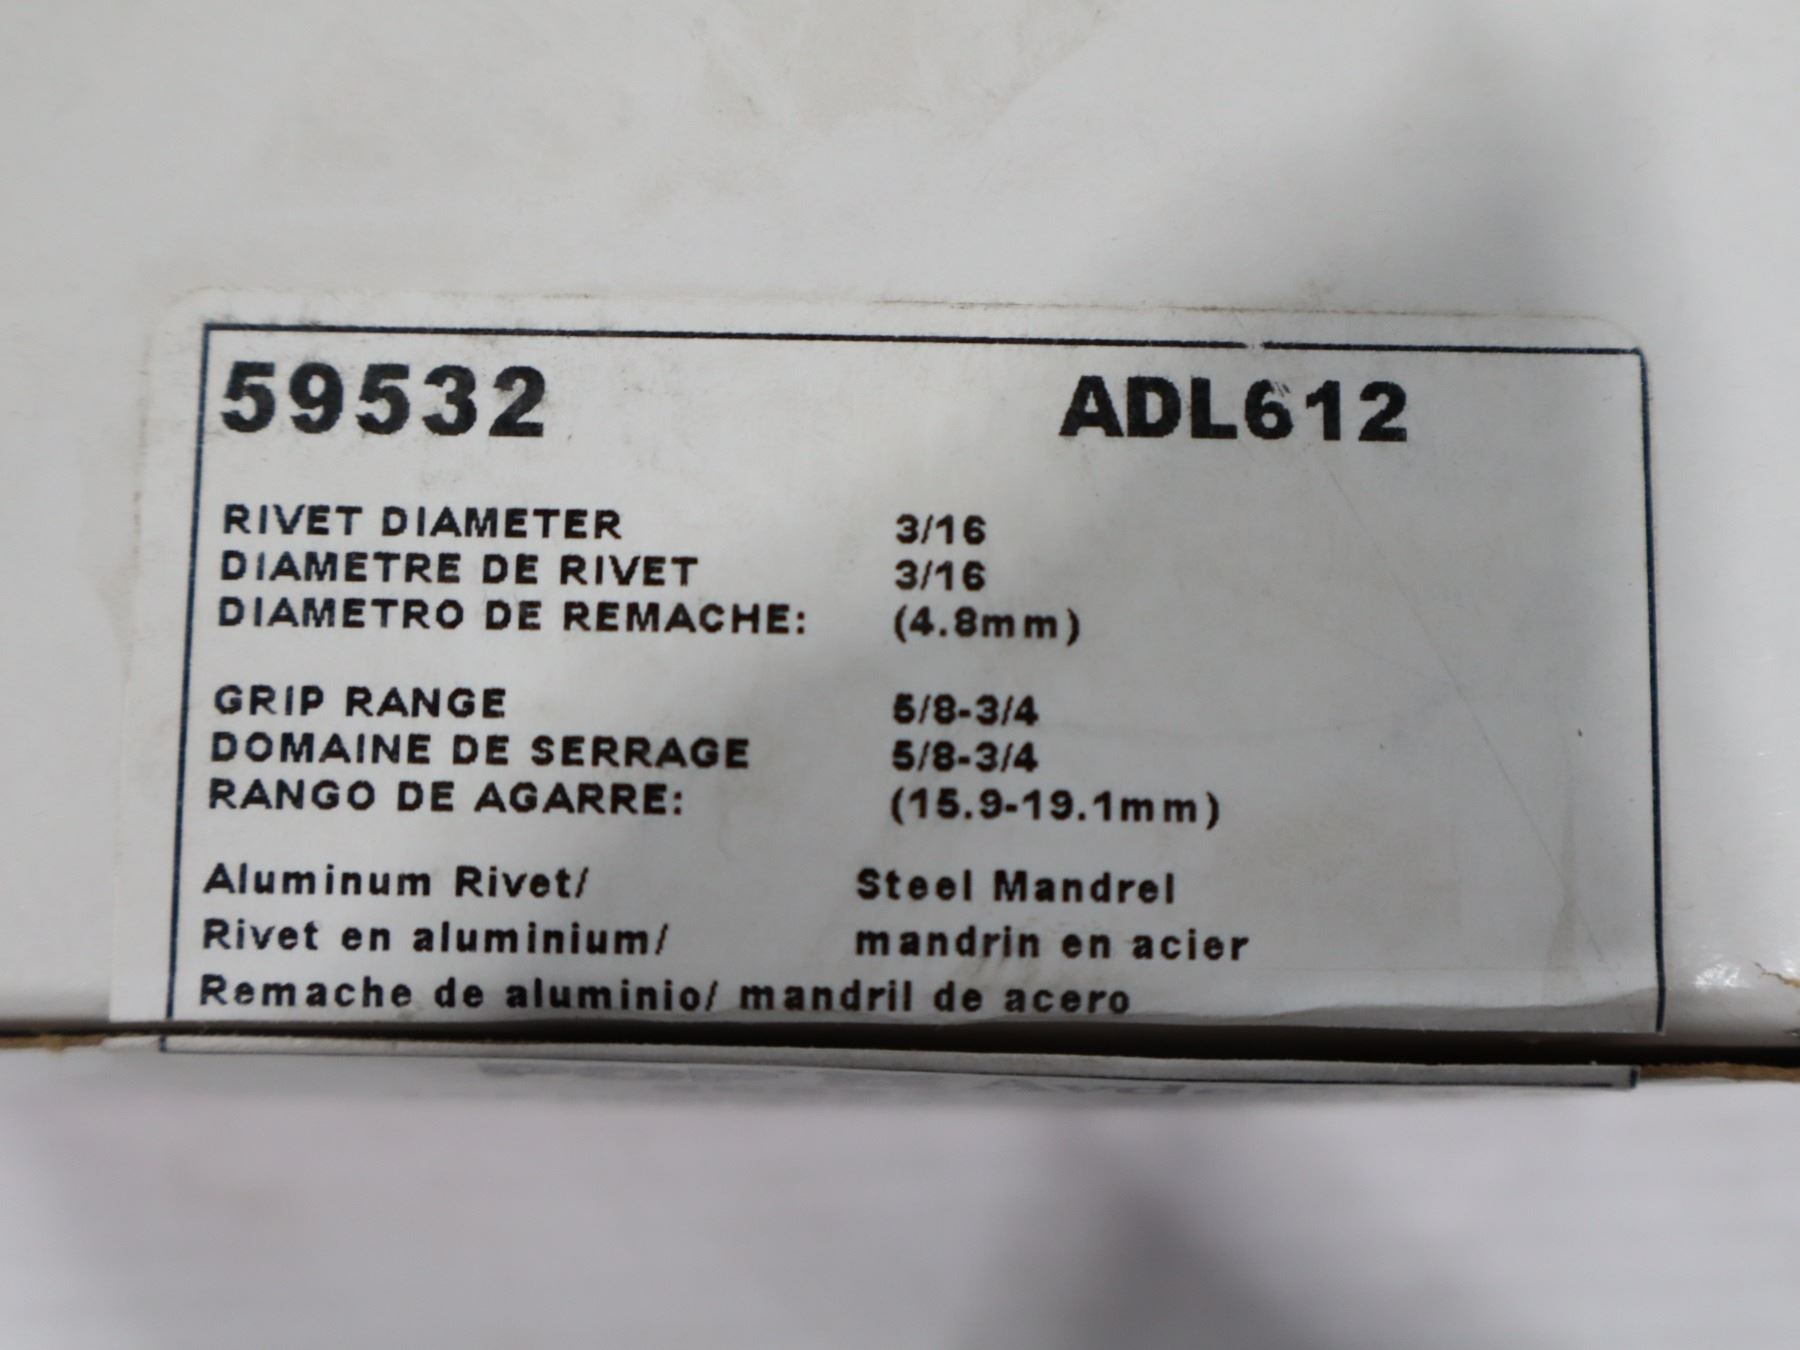 59532 ADL612
RIVET DIAMETER 3/16
DIAMETRE DE RIVET 3/16
DIAMETRO DE REMACHE: (4.8mm)
GRIP RANGE 5/8-3/4
DOMAINE DE SERRAGE 5/8-3/4
RANGO DE AGARRE: (15.9-19.1mm)
Aluminum Rivet/ Steel Mandrel
Rivet en aluminium/ mandrin en acier
Remache de aluminio/ mandril de acero